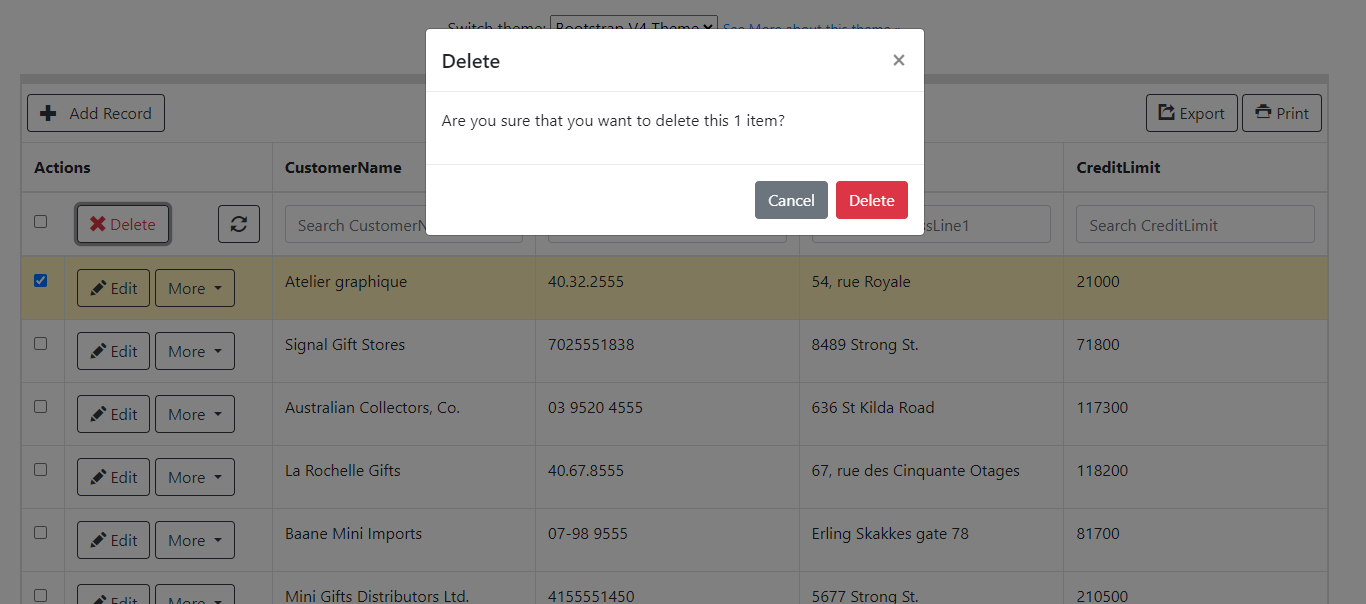 Switch theme: Bootstrap V4 Theme See More about this theme
Delete ×
Are you sure that you want to delete this 1 item?
Cancel Delete
Add Record Export Print
Actions CustomerName CreditLimit
Delete Search CustomerN ssLine1 Search CreditLimit
Edit More Atelier graphique 40.32.2555 54, rue Royale 21000
Edit More Signal Gift Stores 7025551838 8489 Strong St. 71800
Edit More Australian Collectors, Co. 03 9520 4555 636 St Kilda Road 117300
Edit More La Rochelle Gifts 40.67.8555 67, rue des Cinquante Otages 118200
Edit More Baane Mini Imports 07-98 9555 Erling Skakkes gate 78 81700
Edit More Mini Gifts Distributors Ltd. 4155551450 5677 Strong St. 210500